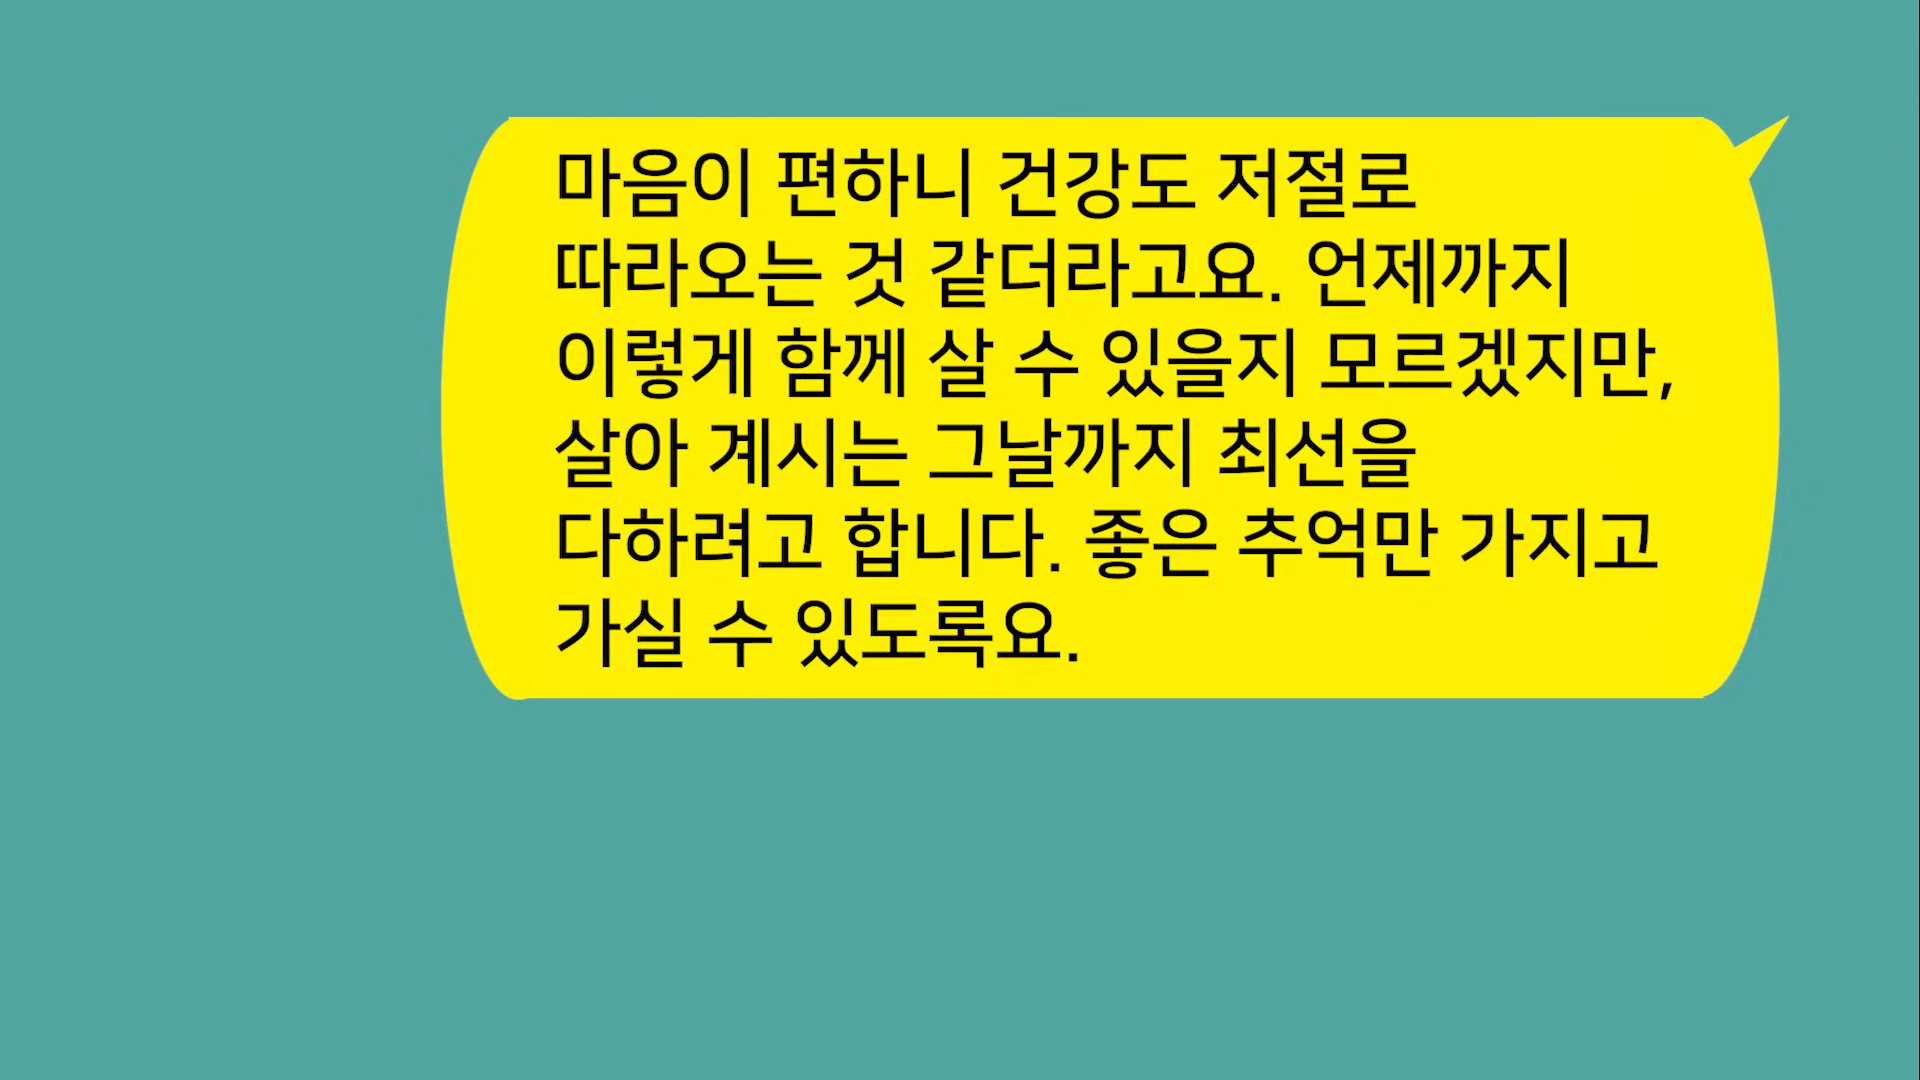 마음이 편하니 건강도 저절로
따라오는 것 같더라고요. 언제까지
이렇게 함께 살 수 있을지 모르겠지만,
살아 계시는 그날까지 최선을
다하려고 합니다. 좋은 추억만 가지고
가실 수 있도록요.